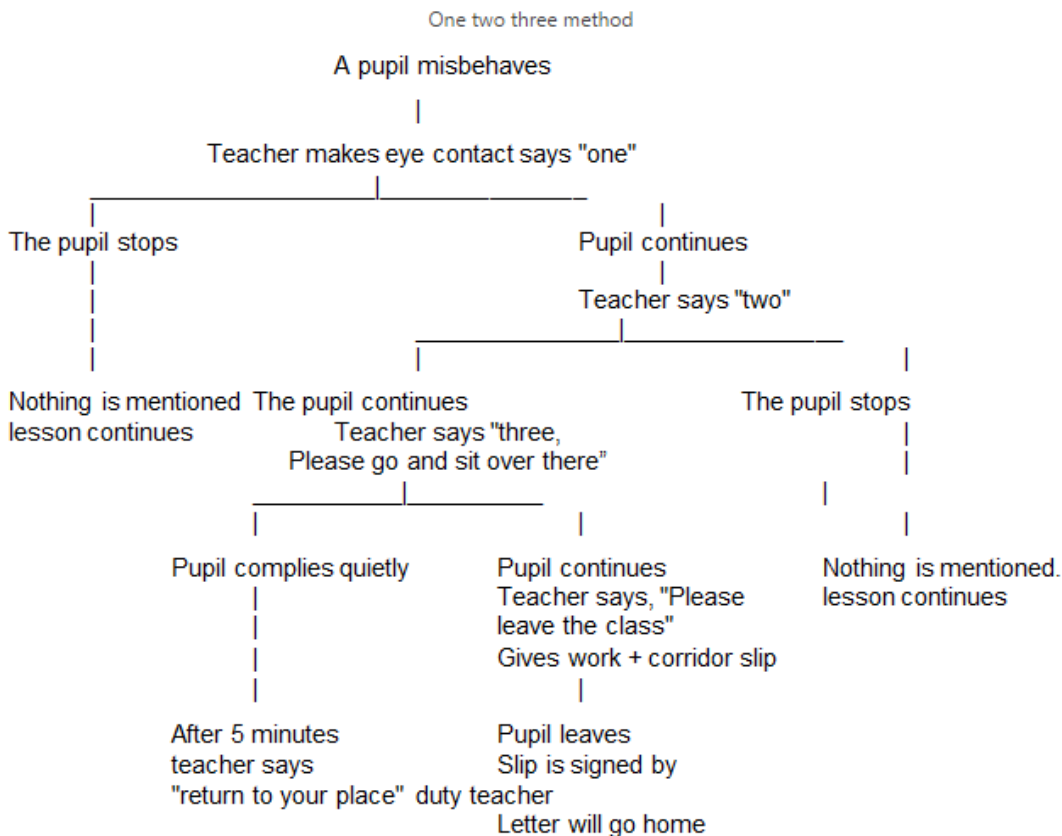 One two three method
A pupil misbehaves
Teacher makes eye contact says "one"
The pupil stops
Pupil continues
Teacher says "two"
Nothing is mentioned
lesson continues
The pupil continues
Teacher says "three,
Please go and sit over there”
The pupil stops
Pupil complies quietly
Pupil continues
Teacher says, "Please
leave the class"
Gives work + corridor slip
Nothing is mentioned.
lesson continues
After 5 minutes
teacher says
"return to your place"
Pupil leaves
Slip is signed by
duty teacher
Letter will go home